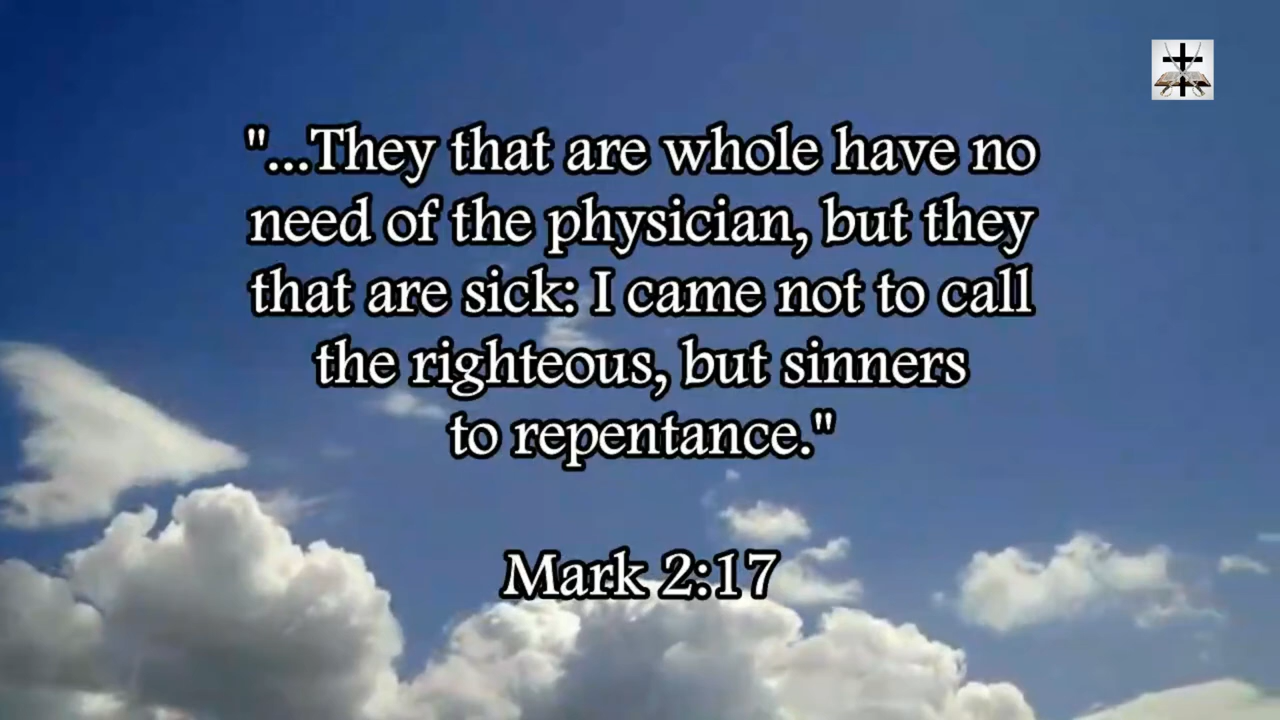 "...They that are whole have no
need of the physician, but they
that are sick: I came not to call
the righteous, but sinners
to repentance."
Mark 2:17